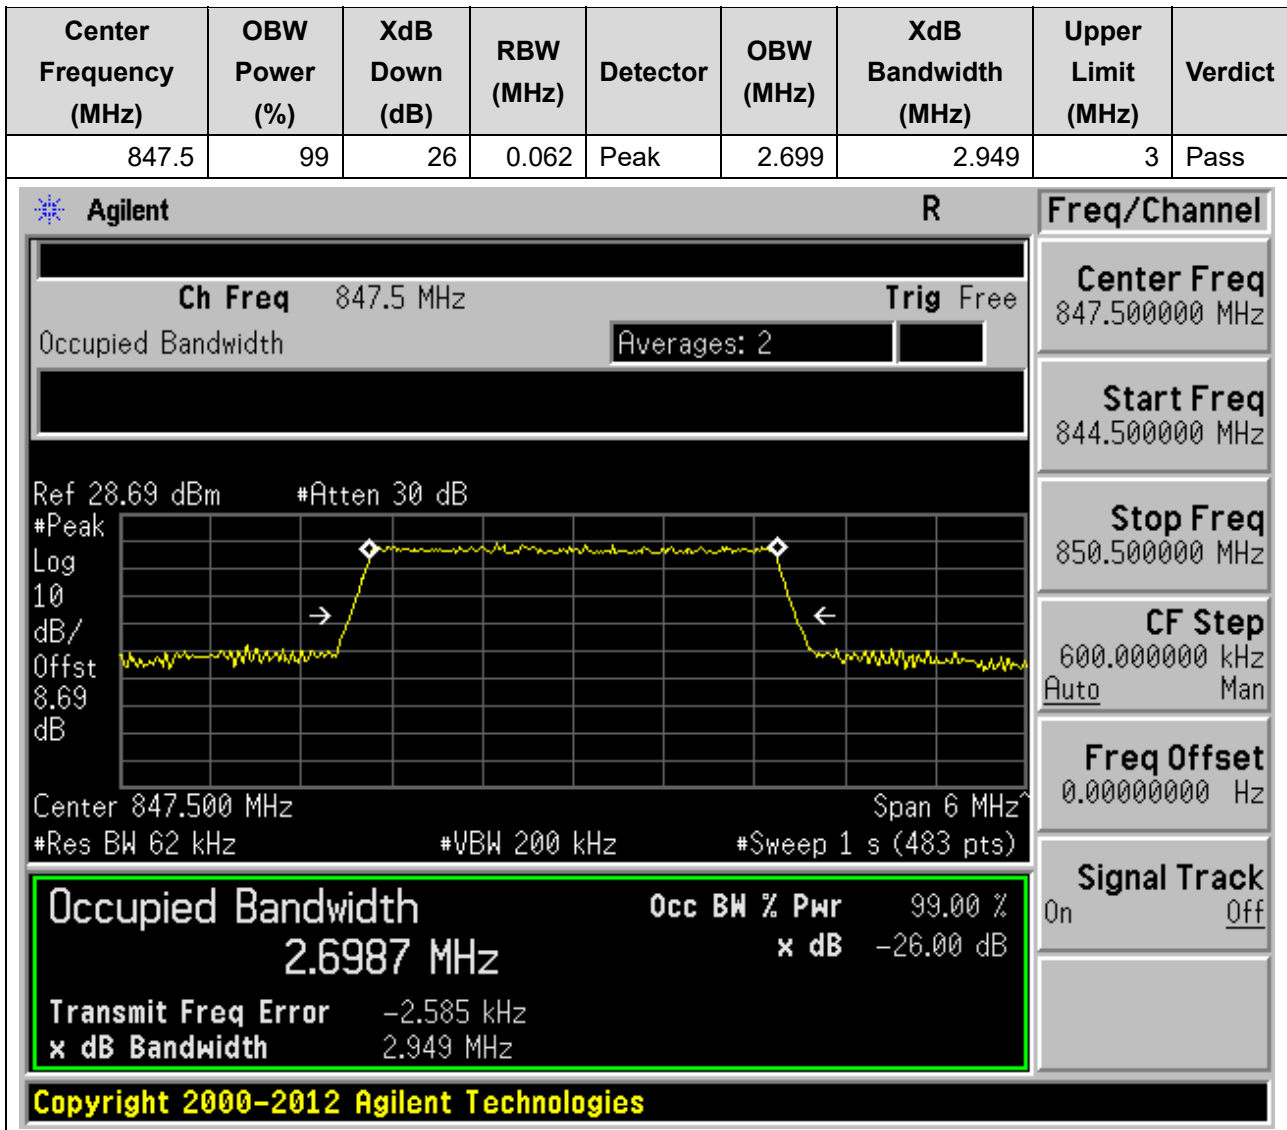 Center Frequency (MHz) OBW Power (%) XdB Down (dB) RBW (MHz) Detector OBW (MHz) XdB Bandwidth (MHz) Upper Limit (MHz) Verdict
847.5 99 26 0.062 Peak 2.699 2.949 3 Pass
Agilent R Freq/Channel
Ch Freq 847.5 MHz Trig Free
Occupied Bandwidth Averages: 2
Center Freq
847.500000 MHz
Start Freq
844.500000 MHz
Stop Freq
850.500000 MHz
CF Step
600.000000 kHz
Auto Man
Freq Offset
0.00000000 Hz
Signal Track
On Off
Ref 28.69 dBm #Atten 30 dB
#Peak
Log
10
dB/
Offst
8.69
dB
Center 847.500 MHz Span 6 MHz^
#Res BW 62 kHz #VBW 200 kHz #Sweep 1 s (483 pts)
Occupied Bandwidth Occ BW % Pwr 99.00 %
2.6987 MHz x dB -26.00 dB
Transmit Freq Error -2.585 kHz
x dB Bandwidth 2.949 MHz
Copyright 2000-2012 Agilent Technologies